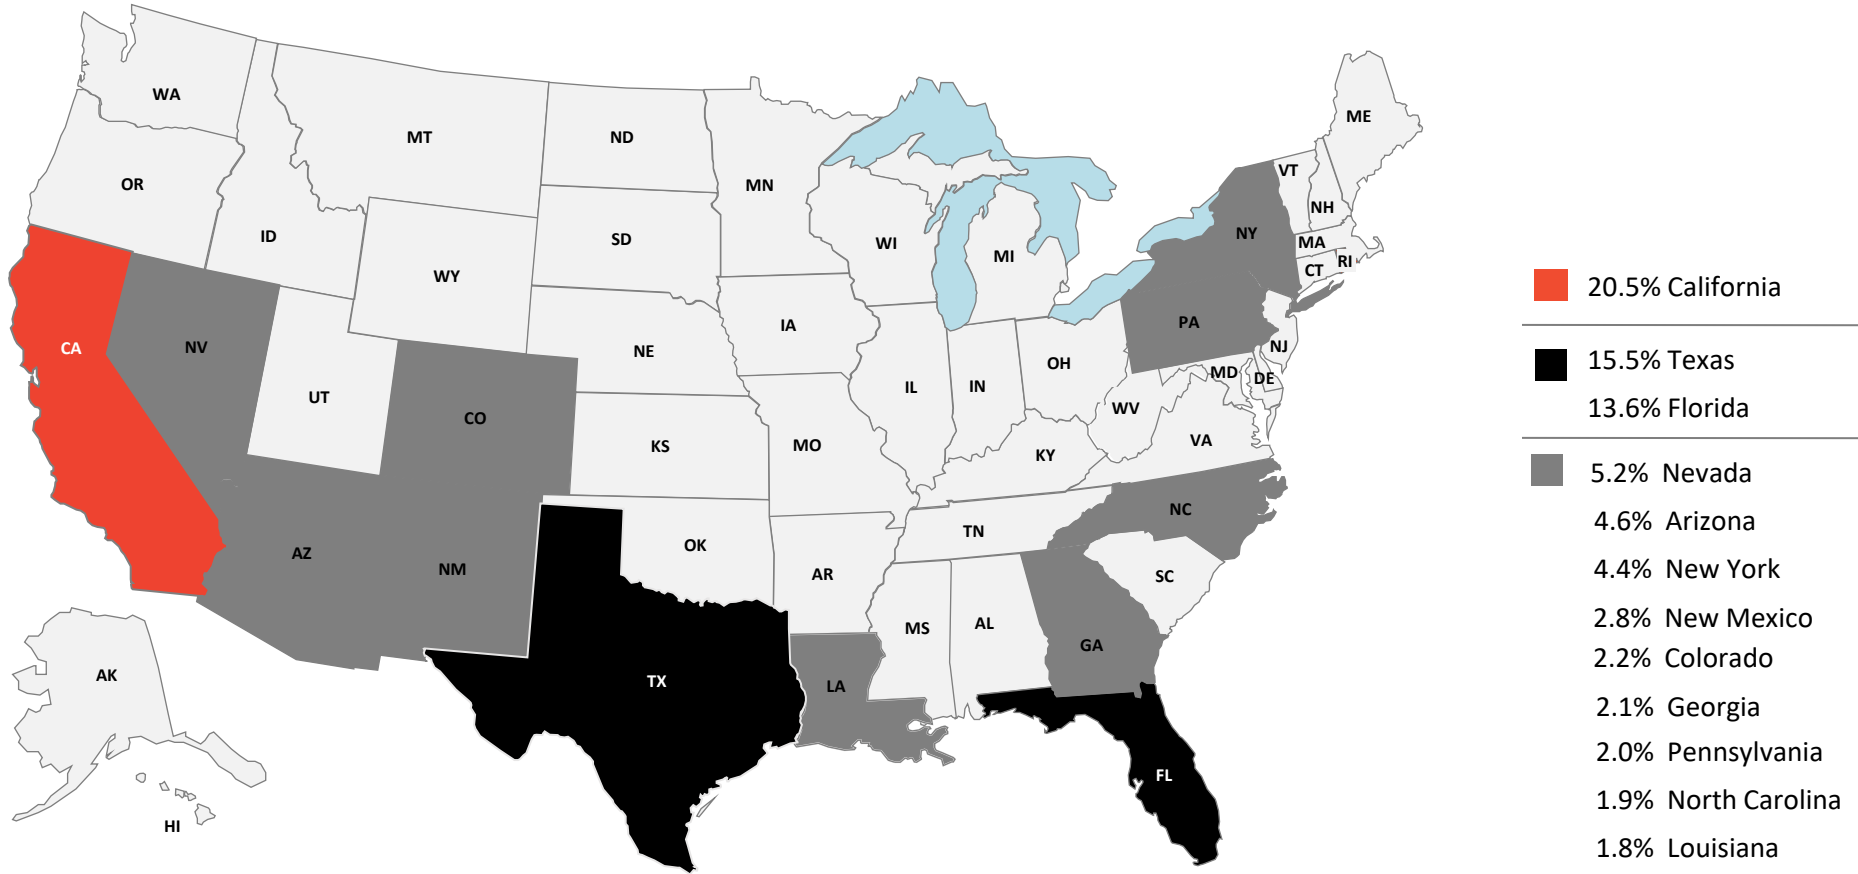 WA
MT
ND
ME
OR
MN
VT
ID
SD
WI
NH
NY
MA
WY
MI
CT
RI
IA
PA
CA
NV
NE
OH
NJ
UT
IL
IN
MD
DE
CO
WV
KS
MO
KY
VA
NC
TN
AZ
OK
NM
AR
SC
MS
AL
GA
AK
TX
LA
FL
HI
20.5% California
15.5% Texas
13.6% Florida
5.2% Nevada
4.6% Arizona
4.4% New York
2.8% New Mexico
2.2% Colorado
2.1% Georgia
2.0% Pennsylvania
1.9% North Carolina
1.8% Louisiana